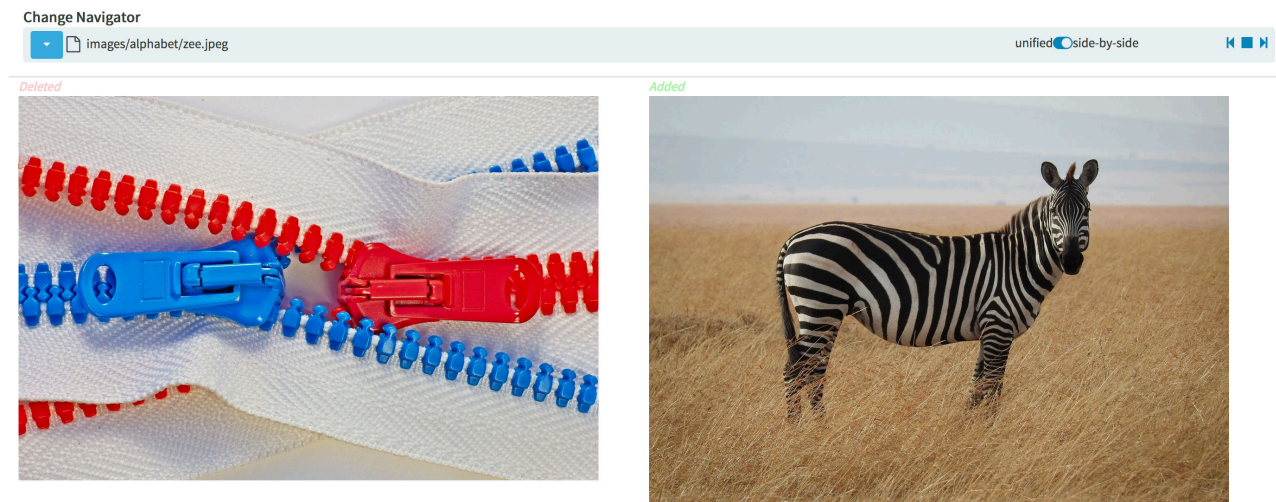 Change Navigator
images/alphabet/zee.jpeg
unified side-by-side
Deleted
Added